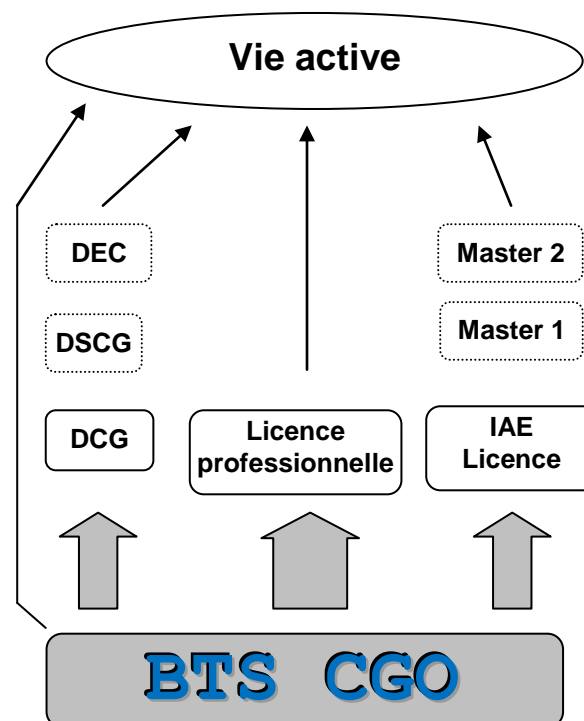 Vie active
DEC
Master 2
DSCG
Master 1
DCG
Licence
professionnelle
IAE
Licence
BTS CGO